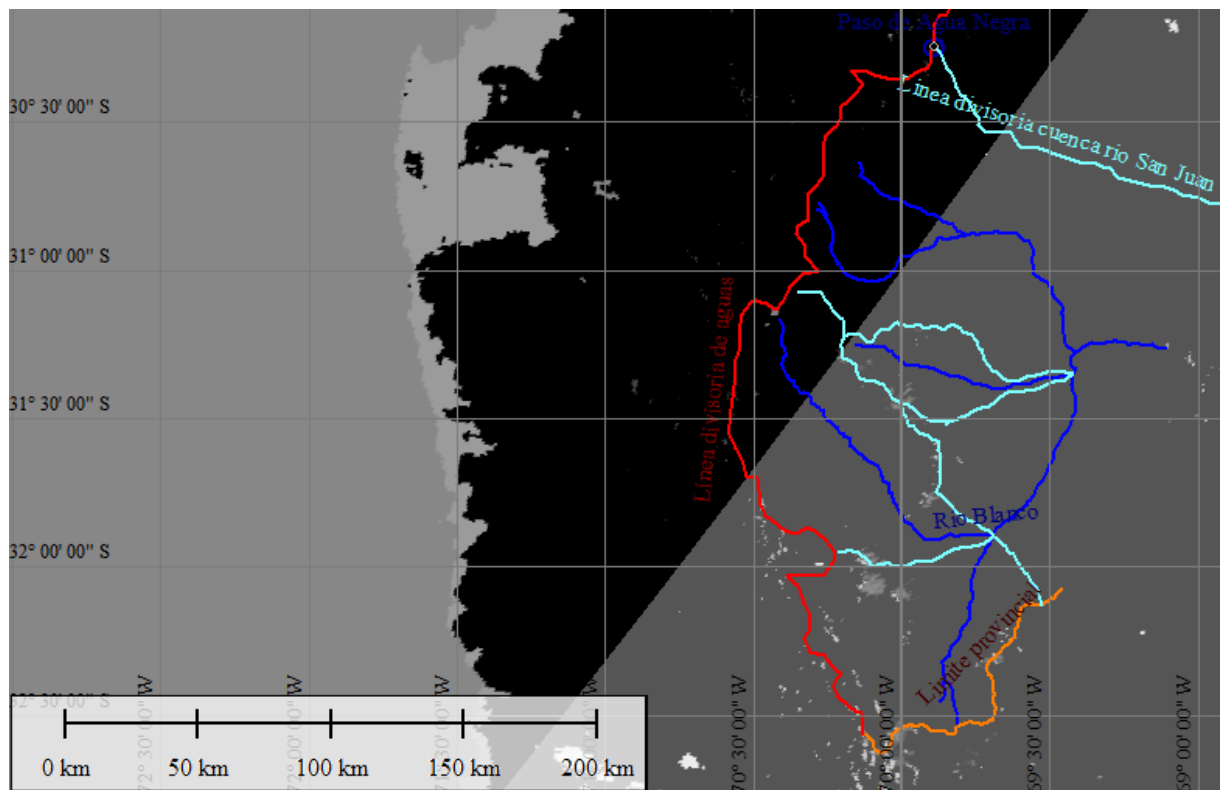 Paso de Agua Negra
30° 30' 00" S
Línea divisoria cuenca rio San Juan
31° 00' 00" S
Línea divisoria de aguas
31° 30' 00" S
Río Blanco
32° 00' 00" S
Limite provincial
32° 30' 00" S
72° 30' 00" W
72° 00' 00" W
70° 30' 00" W
70° 00' 00" W
69° 30' 00" W
69° 00' 00" W
0 km
50 km
100 km
150 km
200 km